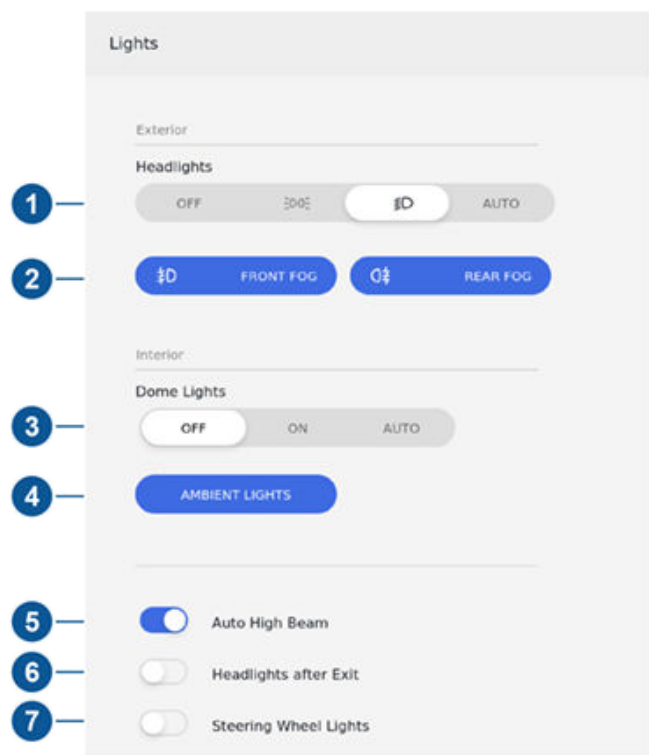 Lights
Exterior
Headlights
1 OFF AUTO
2 FRONT FOG REAR FOG
Interior
Dome Lights
3 OFF ON AUTO
4 AMBIENT LIGHTS
5 Auto High Beam
6 Headlights after Exit
7 Steering Wheel Lights